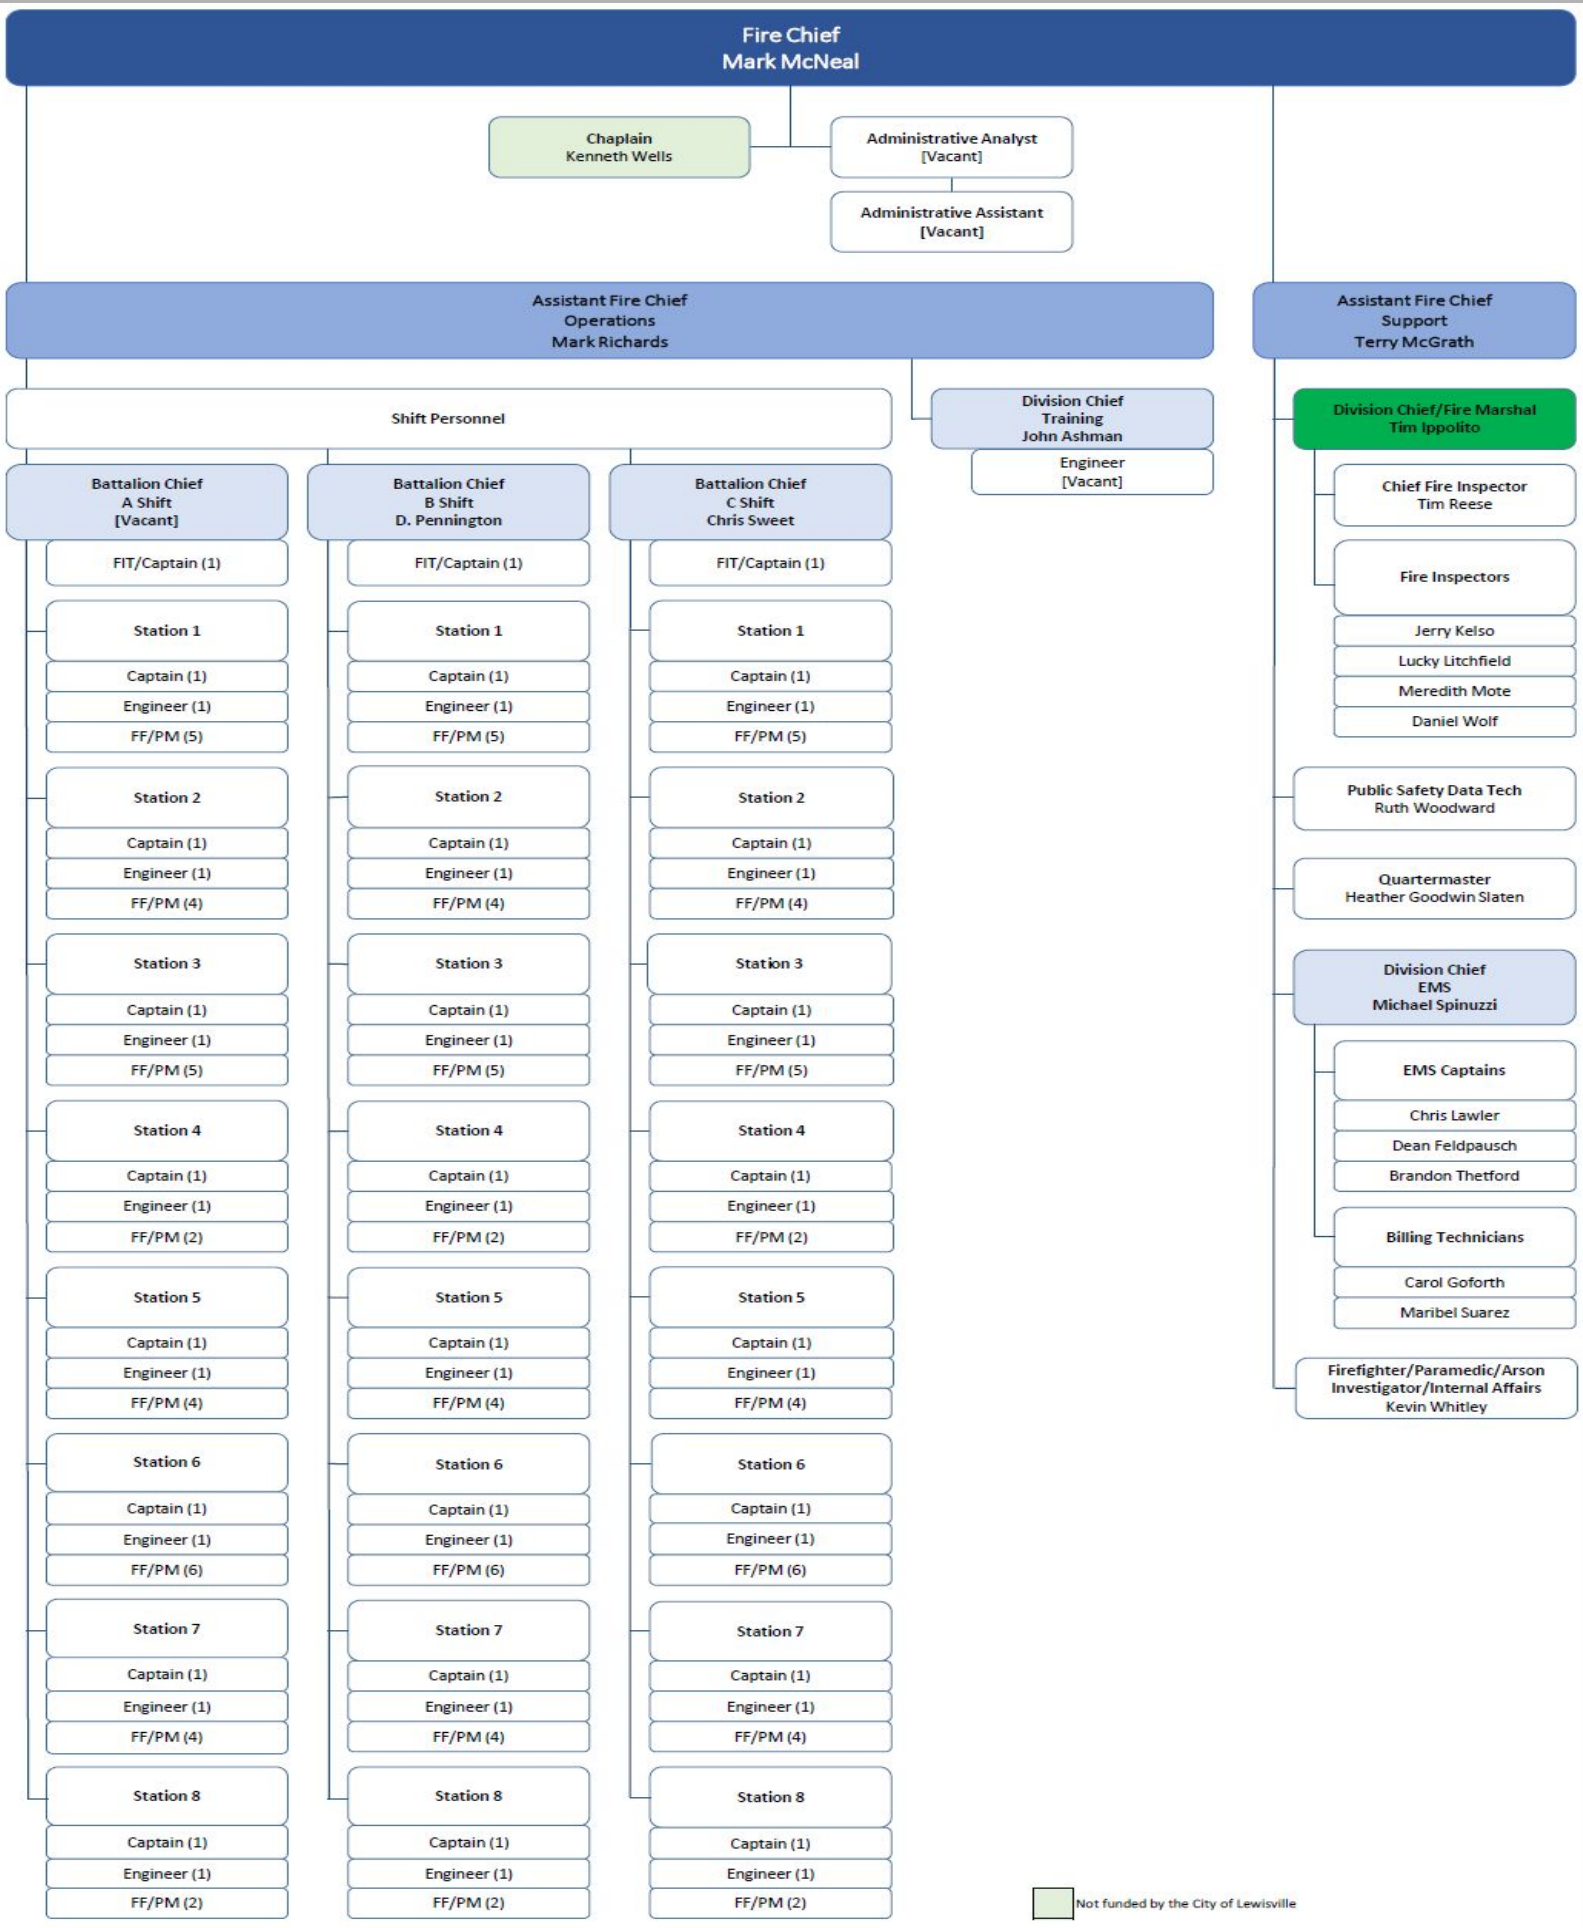 Fire Chief
Mark McNeal
Chaplain
Kenneth Wells
Administrative Analyst
[Vacant]
Administrative Assistant
[Vacant]
Assistant Fire Chief
Operations
Mark Richards
Shift Personnel
Battalion Chief
A Shift
[Vacant]
FIT/Captain (1)
Station 1
Captain (1)
Engineer (1)
FF/PM (5)
Station 2
Captain (1)
Engineer (1)
FF/PM (4)
Station 3
Captain (1)
Engineer (1)
FF/PM (5)
Station 4
Captain (1)
Engineer (1)
FF/PM (2)
Station 5
Captain (1)
Engineer (1)
FF/PM (4)
Station 6
Captain (1)
Engineer (1)
FF/PM (6)
Station 7
Captain (1)
Engineer (1)
FF/PM (4)
Station 8
Captain (1)
Engineer (1)
FF/PM (2)
Battalion Chief
B Shift
D. Pennington
FIT/Captain (1)
Station 1
Captain (1)
Engineer (1)
FF/PM (5)
Station 2
Captain (1)
Engineer (1)
FF/PM (4)
Station 3
Captain (1)
Engineer (1)
FF/PM (5)
Station 4
Captain (1)
Engineer (1)
FF/PM (2)
Station 5
Captain (1)
Engineer (1)
FF/PM (4)
Station 6
Captain (1)
Engineer (1)
FF/PM (6)
Station 7
Captain (1)
Engineer (1)
FF/PM (4)
Station 8
Captain (1)
Engineer (1)
FF/PM (2)
Battalion Chief
C Shift
Chris Sweet
FIT/Captain (1)
Station 1
Captain (1)
Engineer (1)
FF/PM (5)
Station 2
Captain (1)
Engineer (1)
FF/PM (4)
Station 3
Captain (1)
Engineer (1)
FF/PM (5)
Station 4
Captain (1)
Engineer (1)
FF/PM (2)
Station 5
Captain (1)
Engineer (1)
FF/PM (4)
Station 6
Captain (1)
Engineer (1)
FF/PM (6)
Station 7
Captain (1)
Engineer (1)
FF/PM (4)
Station 8
Captain (1)
Engineer (1)
FF/PM (2)
Division Chief
Training
John Ashman
Engineer
[Vacant]
Assistant Fire Chief
Support
Terry McGrath
Division Chief/Fire Marshal
Tim Ippolito
Chief Fire Inspector
Tim Reese
Fire Inspectors
Jerry Kelso
Lucky Litchfield
Meredith Mote
Daniel Wolf
Public Safety Data Tech
Ruth Woodward
Quartermaster
Heather Goodwin Slaten
Division Chief
EMS
Michael Spinuzzi
EMS Captains
Chris Lawler
Dean Feldpausch
Brandon Thetford
Billing Technicians
Carol Goforth
Maribel Suarez
Firefighter/Paramedic/Arson
Investigator/Internal Affairs
Kevin Whitley
Not funded by the City of Lewisville